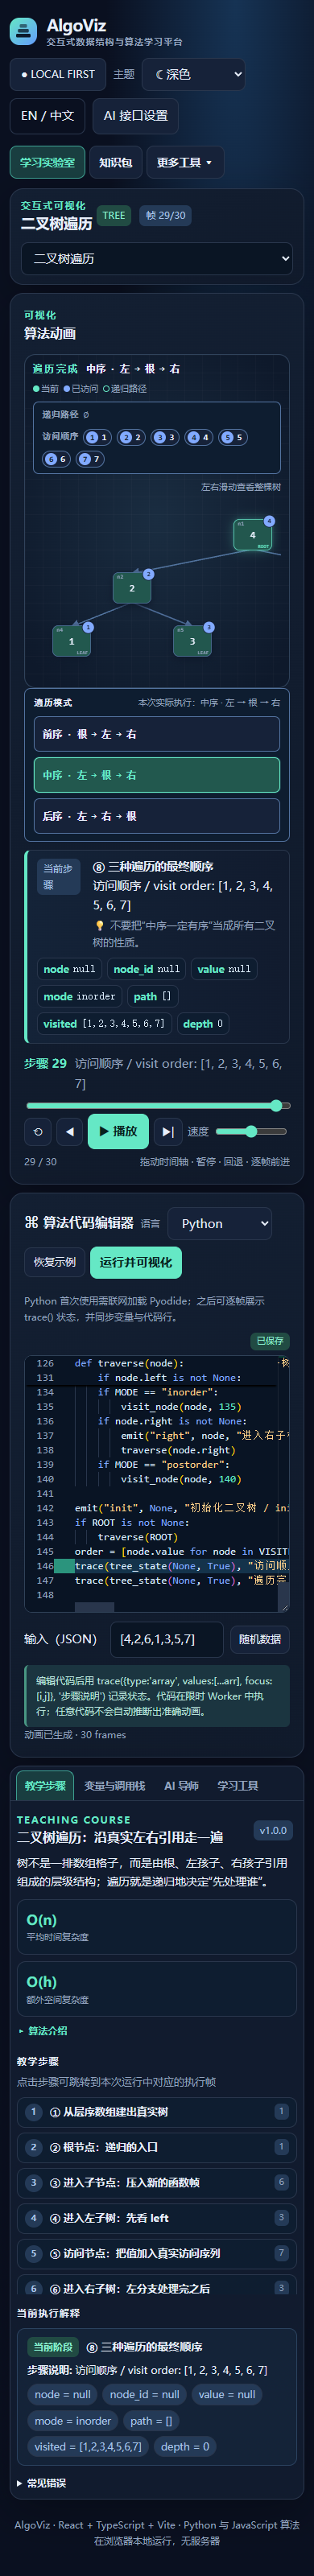 AlgoViz
交互式数据结构与算法学习平台
● LOCAL FIRST 主题 ☾ 深色
EN / 中文 AI 接口设置
学习实验室 知识包 更多工具 ▼
交互式可视化
二叉树遍历 TREE 帧 29/30
二叉树遍历
可视化
算法动画
遍历完成 中序 · 左 → 根 → 右
当前 已访问 递归路径
递归路径 ∅
访问顺序 1 1 2 2 3 3 4 4 5 5
6 6 7 7
左右滑动查看整棵树
n1 4
4
ROOT
n2 2
2
n4 1
1
LEAF
n5 3
3
LEAF
遍历模式 本次实际执行：中序 · 左 → 根 → 右
前序 · 根 → 左 → 右
中序 · 左 → 根 → 右
后序 · 左 → 右 → 根
当前步骤
⑧ 三种遍历的最终顺序
访问顺序 / visit order: [1, 2, 3, 4,
5, 6, 7]
💡 不要把“中序一定有序”当成所有二叉
树的性质。
node null node_id null value null
mode inorder path []
visited [1,2,3,4,5,6,7] depth 0
步骤 29 访问顺序 / visit order: [1, 2, 3, 4, 5, 6,
7]
⟲ ◀ ▶ 播放 ▶| 速度
29 / 30 拖动时间轴 · 暂停 · 回退 · 逐帧前进
⌘ 算法代码编辑器 语言 Python
恢复示例 运行并可视化
Python 首次使用需联网加载 Pyodide；之后可逐帧展示
trace() 状态，并同步变量与代码行。
已保存
126 def traverse(node):
131 if node.left is not None:
134 if MODE == "inorder":
135 visit_node(node, 135)
136 if node.right is not None:
137 emit("right", node, "进入右子
138 traverse(node.right)
139 if MODE == "postorder":
140 visit_node(node, 140)
141
142 emit("init", None, "初始化二叉树 / in
143 if ROOT is not None:
144 traverse(ROOT)
145 order = [node.value for node in VISIT
146 trace(tree_state(None, True), "访问顺
147 trace(tree_state(None, True), "遍历完
148
输入（JSON） [4,2,6,1,3,5,7] 随机数据
编辑代码后用 trace({type:'array', values:[...arr], focus:
[i,j]}, '步骤说明') 记录状态。代码在限时 Worker 中执
行；任意代码不会自动推断出准确动画。
动画已生成 · 30 frames
教学步骤 变量与调用栈 AI 导师 学习工具
TEACHING COURSE
二叉树遍历：沿真实左右引用走一遍 v1.0.0
树不是一排数组格子，而是由根、左孩子、右孩子引用
组成的层级结构；遍历就是递归地决定“先处理谁”。
O(n)
平均时间复杂度
O(h)
额外空间复杂度
▸ 算法介绍
教学步骤
点击步骤可跳转到本次运行中对应的执行帧
1 ① 从层序数组建出真实树 1
2 ② 根节点：递归的入口 1
3 ③ 进入子节点：压入新的函数帧 6
4 ④ 进入左子树：先看 left 3
5 ⑤ 访问节点：把值加入真实访问序列 7
6 ⑥ 进入右子树：左分支处理完之后 3
当前执行解释
当前阶段 ⑧ 三种遍历的最终顺序
步骤说明: 访问顺序 / visit order: [1, 2, 3, 4, 5, 6, 7]
node = null node_id = null value = null
mode = inorder path = []
visited = [1,2,3,4,5,6,7] depth = 0
▶ 常见错误
AlgoViz · React + TypeScript + Vite · Python 与 JavaScript 算法
在浏览器本地运行，无服务器